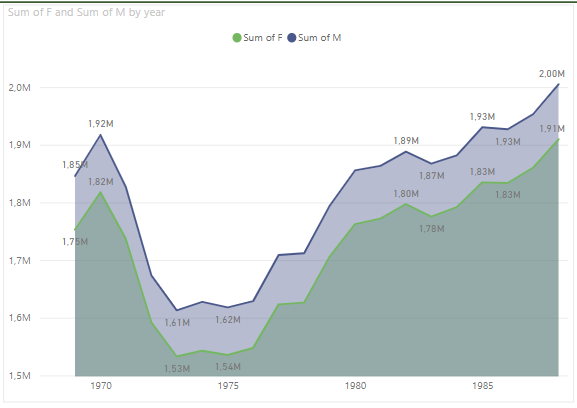 Sum of F and Sum of M by year
Sum of F Sum of M
2,00M
2,0M
1,92M
1,93M
1,91M
1,9M
1,89M
1,93M
1,85M
1,87M
1,82M
1,83M
1,80M
1,83M
1,8M
1,78M
1,75M
1,7M
1,61M
1,62M
1,6M
1,53M
1,54M
1,5M
1970 1975 1980 1985